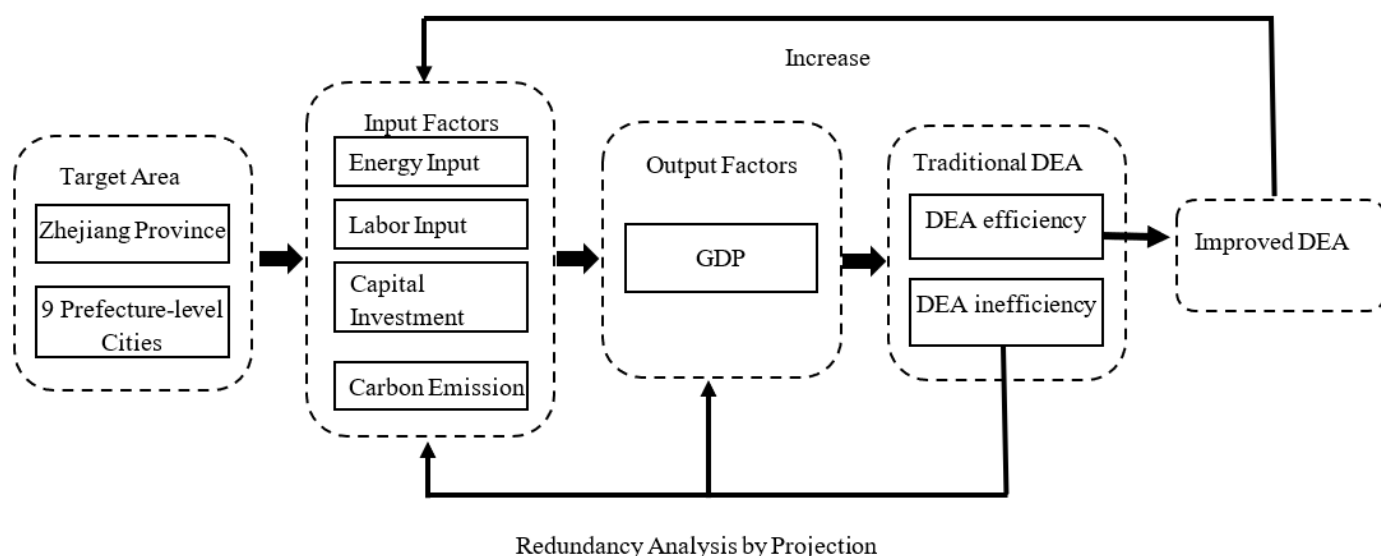 Increase
Input Factors
Energy Input
Labor Input
Capital
Investment
Carbon Emission
Target Area
Zhejiang Province
9 Prefecture-level
Cities
Output Factors
GDP
Traditional DEA
DEA efficiency
DEA inefficiency
Improved DEA
Redundancy Analysis by Projection